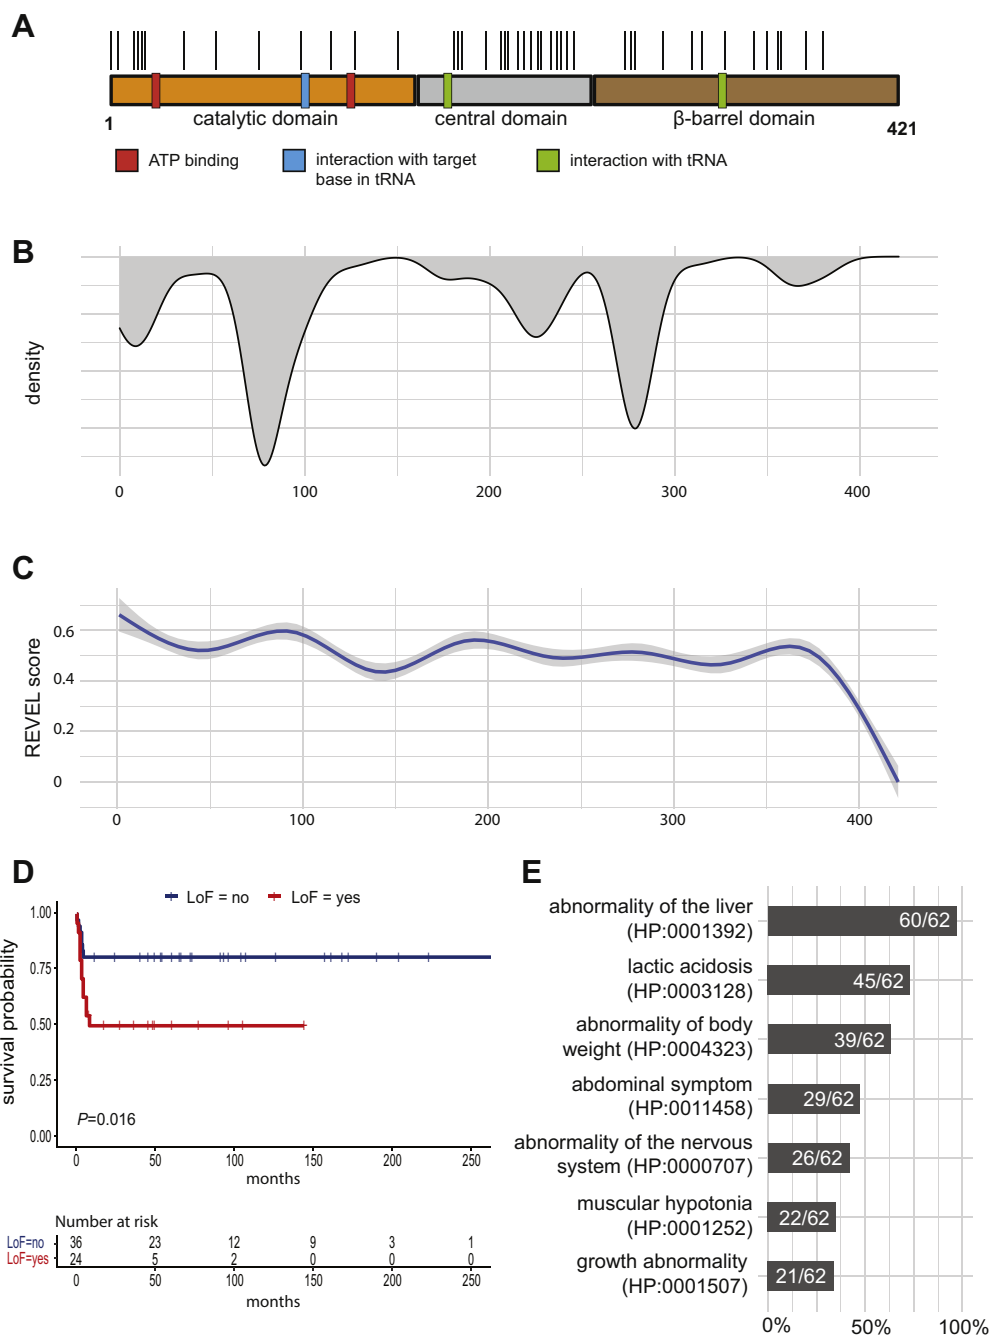 A
1
catalytic domain
central domain
β-barrel domain
421
ATP binding
interaction with target
base in tRNA
interaction with tRNA
B
density
0
100
200
300
400
C
REVEL score
0.6
0.4
0.2
0
0
100
200
300
400
D
LoF = no
LoF = yes
survival probability
1.00
0.75
0.50
0.25
0.00
P=0.016
0 50 100 150 200 250
months
Number at risk
LoF=no 36 23 12 9 3 1
LoF=yes 24 5 2 0 0 0
0 50 100 150 200 250
months
E
abnormality of the liver
(HP:0001392)
60/62
lactic acidosis
(HP:0003128)
45/62
abnormality of body
weight (HP:0004323)
39/62
abdominal symptom
(HP:0011458)
29/62
abnormality of the nervous
system (HP:0000707)
26/62
muscular hypotonia
(HP:0001252)
22/62
growth abnormality
(HP:0001507)
21/62
0% 50% 100%